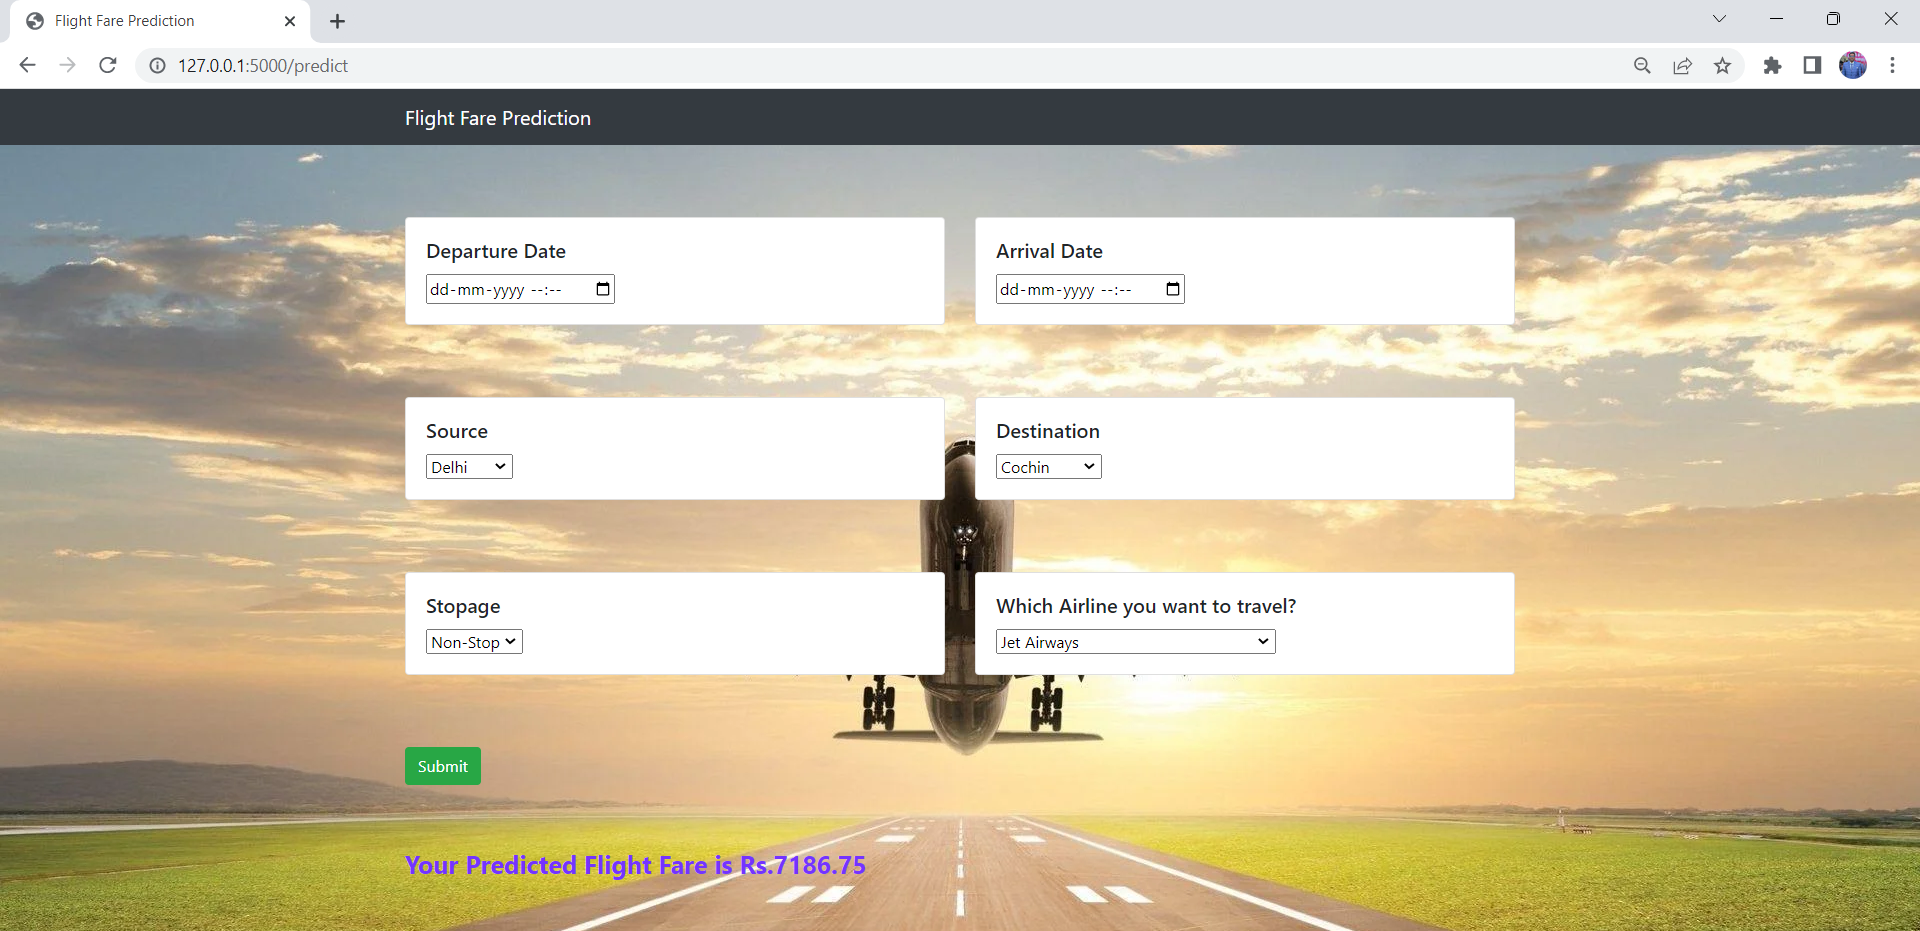 Flight Fare Prediction
127.0.0.1:5000/predict
Flight Fare Prediction
Departure Date
dd-mm-yyyy --:--
Arrival Date
dd-mm-yyyy --:--
Source
Delhi
Destination
Cochin
Stopage
Non-Stop
Which Airline you want to travel?
Jet Airways
Submit
Your Predicted Flight Fare is Rs.7186.75